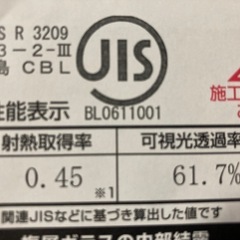 S R 3209
3-2-Ⅲ
島 CBL
JIS
性能表示 BL0611001
射熱取得率 可視光透過率
0.45 ※1 61.7%
関連JISなどに基づき算出した値です
施工